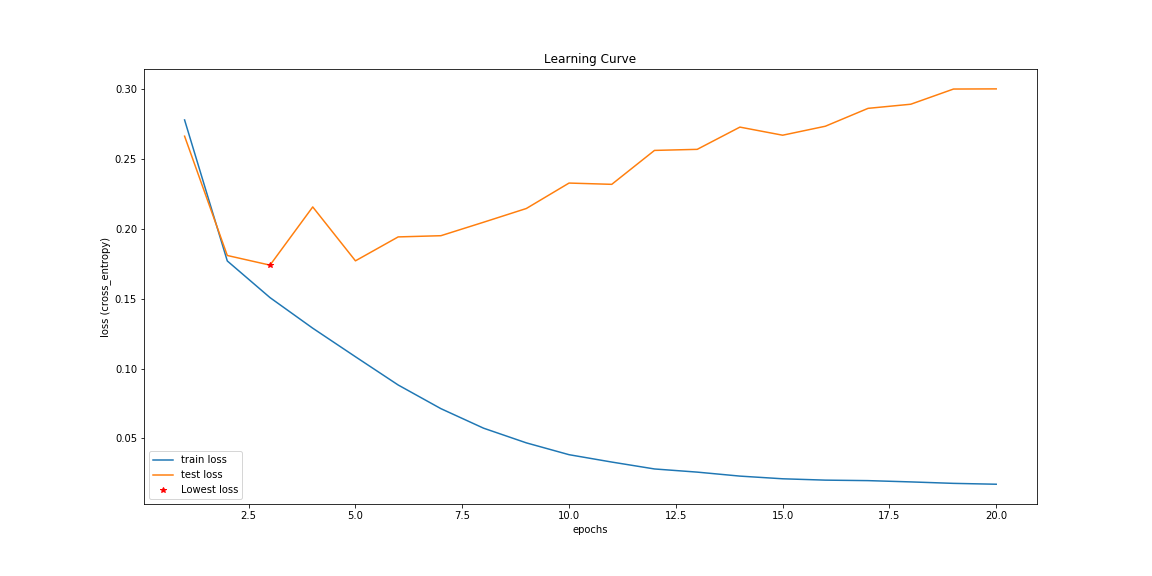 Learning Curve
0.30
0.25
0.20
0.15
0.10
0.05
loss (cross_entropy)
train loss
test loss
Lowest loss
2.5 5.0 7.5 10.0 12.5 15.0 17.5 20.0
epochs